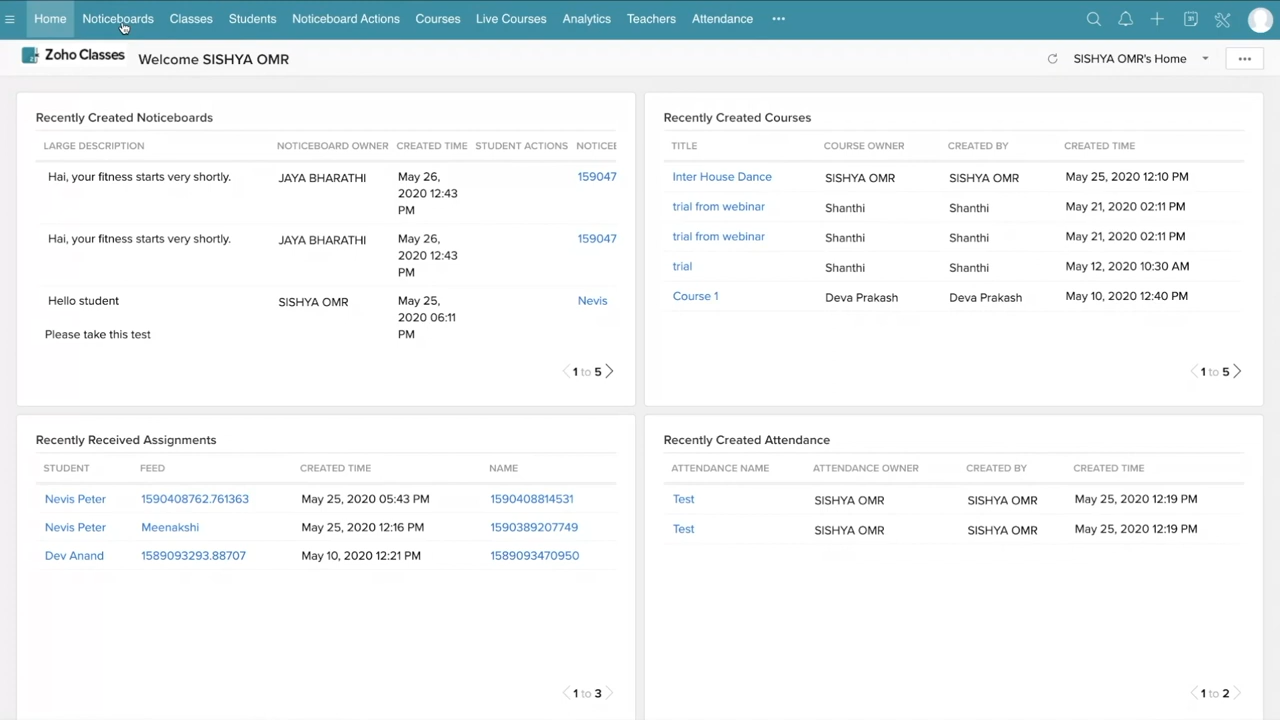 Home Noticeboards Classes Students Noticeboard Actions Courses Live Courses Analytics Teachers Attendance •••
Zoho Classes Welcome SISHYA OMR SISHYA OMR's Home •••
Recently Created Noticeboards
LARGE DESCRIPTION NOTICEBOARD OWNER CREATED TIME STUDENT ACTIONS NOTICEE
Hai, your fitness starts very shortly. JAYA BHARATHI May 26, 159047
2020 12:43
PM
Hai, your fitness starts very shortly. JAYA BHARATHI May 26, 159047
2020 12:43
PM
Hello student SISHYA OMR May 25, Nevis
2020 06:11
Please take this test PM
1 to 5
Recently Created Courses
TITLE COURSE OWNER CREATED BY CREATED TIME
Inter House Dance SISHYA OMR SISHYA OMR May 25, 2020 12:10 PM
trial from webinar Shanthi Shanthi May 21, 2020 02:11 PM
trial from webinar Shanthi Shanthi May 21, 2020 02:11 PM
trial Shanthi Shanthi May 12, 2020 10:30 AM
Course 1 Deva Prakash Deva Prakash May 10, 2020 12:40 PM
1 to 5
Recently Received Assignments
STUDENT FEED CREATED TIME NAME
Nevis Peter 1590408762.761363 May 25, 2020 05:43 PM 1590408814531
Nevis Peter Meenakshi May 25, 2020 12:16 PM 1590389207749
Dev Anand 1589093293.88707 May 10, 2020 12:21 PM 1589093470950
1 to 3
Recently Created Attendance
ATTENDANCE NAME ATTENDANCE OWNER CREATED BY CREATED TIME
Test SISHYA OMR SISHYA OMR May 25, 2020 12:19 PM
Test SISHYA OMR SISHYA OMR May 25, 2020 12:19 PM
1 to 2